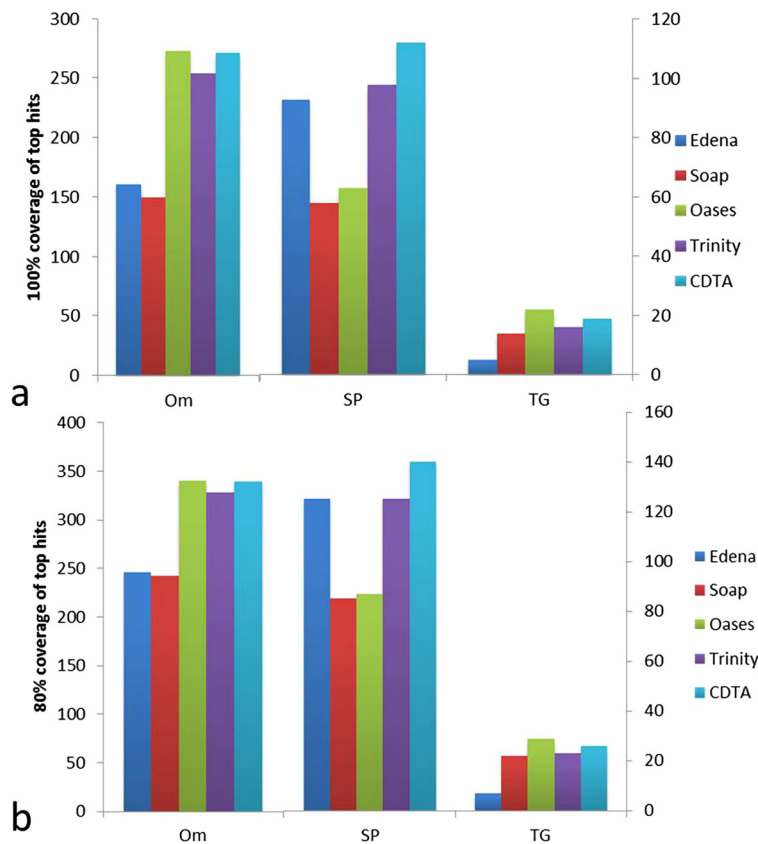 300
250
200
150
100
50
0
100% coverage of top hits
120
100
80
60
40
20
0
Om
SP
TG
Edena
Soap
Oases
Trinity
CDTA
a
400
350
300
250
200
150
100
50
0
80% coverage of top hits
160
140
120
100
80
60
40
20
0
Om
SP
TG
Edena
Soap
Oases
Trinity
CDTA
b